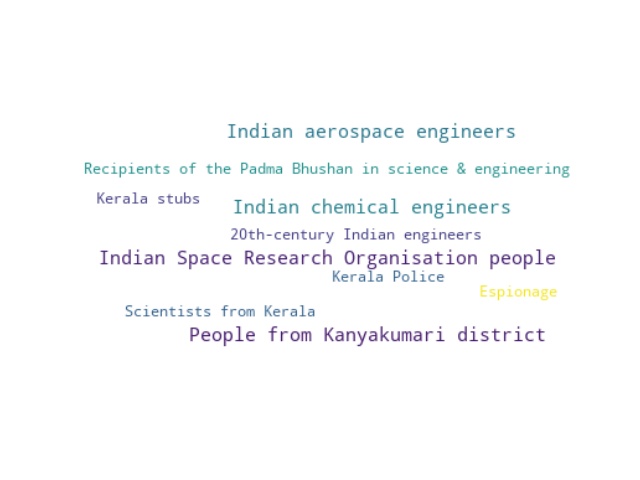 Indian aerospace engineers
Recipients of the Padma Bhushan in science & engineering
Kerala stubs
Indian chemical engineers
20th-century Indian engineers
Indian Space Research Organisation people
Kerala Police
Espionage
Scientists from Kerala
People from Kanyakumari district